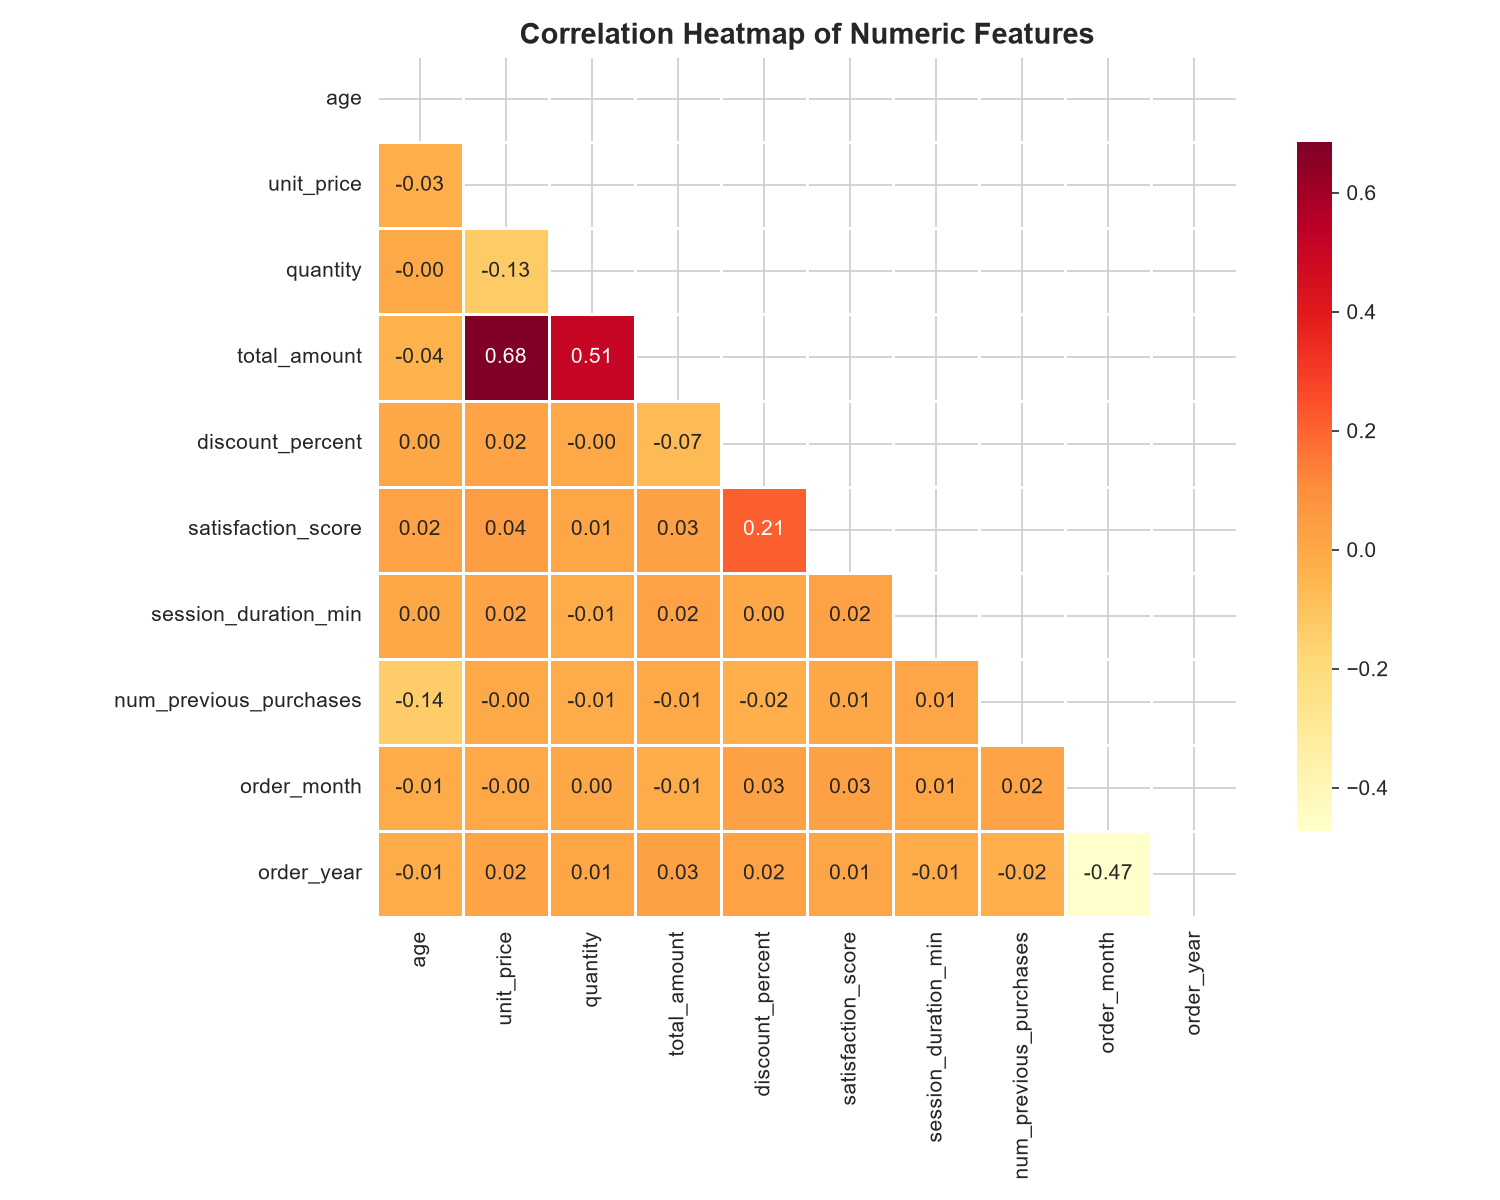 Correlation Heatmap of Numeric Features
age
unit_price -0.03
quantity -0.00 -0.13
total_amount -0.04 0.68 0.51
discount_percent 0.00 0.02 -0.00 -0.07
satisfaction_score 0.02 0.04 0.01 0.03 0.21
session_duration_min 0.00 0.02 -0.01 0.02 0.00 0.02
num_previous_purchases -0.14 -0.00 -0.01 -0.01 -0.02 0.01 0.01
order_month -0.01 -0.00 0.00 -0.01 0.03 0.03 0.01 0.02
order_year -0.01 0.02 0.01 0.03 0.02 0.01 -0.01 -0.02 -0.47
age
unit_price
quantity
total_amount
discount_percent
satisfaction_score
session_duration_min
num_previous_purchases
order_month
order_year
0.6
0.4
0.2
0.0
−0.2
−0.4